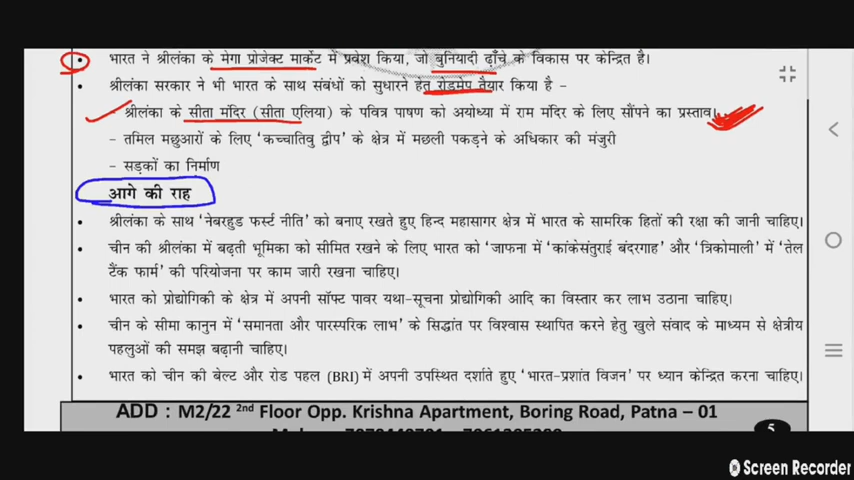 • भारत ने श्रीलंका के मेगा प्रोजेक्ट मार्केट में प्रवेश किया, जो बुनियादी ढ़ाँचे के विकास पर केन्द्रित है।
• श्रीलंका सरकार ने भी भारत के साथ संबंधों को सुधारने हेतु रोडमेप तैयार किया है –
- श्रीलंका के सीता मंदिर (सीता एलिया) के पवित्र पाषण को अयोध्या में राम मंदिर के लिए सौंपने का प्रस्ताव।
- तमिल मछुआरों के लिए 'कच्चातिवु द्वीप' के क्षेत्र में मछली पकड़ने के अधिकार की मंजुरी
- सड़कों का निर्माण
आगे की राह
• श्रीलंका के साथ 'नेबरहुड फर्स्ट नीति' को बनाए रखते हुए हिन्द महासागर क्षेत्र में भारत के सामरिक हितों की रक्षा की जानी चाहिए।
• चीन की श्रीलंका में बढ़ती भूमिका को सीमित रखने के लिए भारत को 'जाफना में 'कांकेसंतुराई बंदरगाह' और 'त्रिकोमाली' में 'तेल
टैंक फार्म' की परियोजना पर काम जारी रखना चाहिए।
• भारत को प्रोद्योगिकी के क्षेत्र में अपनी सॉफ्ट पावर यथा-सूचना प्रोद्योगिकी आदि का विस्तार कर लाभ उठाना चाहिए।
• चीन के सीमा कानुन में 'समानता और पारस्परिक लाभ' के सिद्धांत पर विश्वास स्थापित करने हेतु खुले संवाद के माध्यम से क्षेत्रीय
पहलुओं की समझ बढ़ानी चाहिए।
• भारत को चीन की बेल्ट और रोड पहल (BRI) में अपनी उपस्थित दर्शाते हुए 'भारत-प्रशांत विजन' पर ध्यान केन्द्रित करना चाहिए।
ADD : M2/22 2nd Floor Opp. Krishna Apartment, Boring Road, Patna – 01
5
Screen Recorder